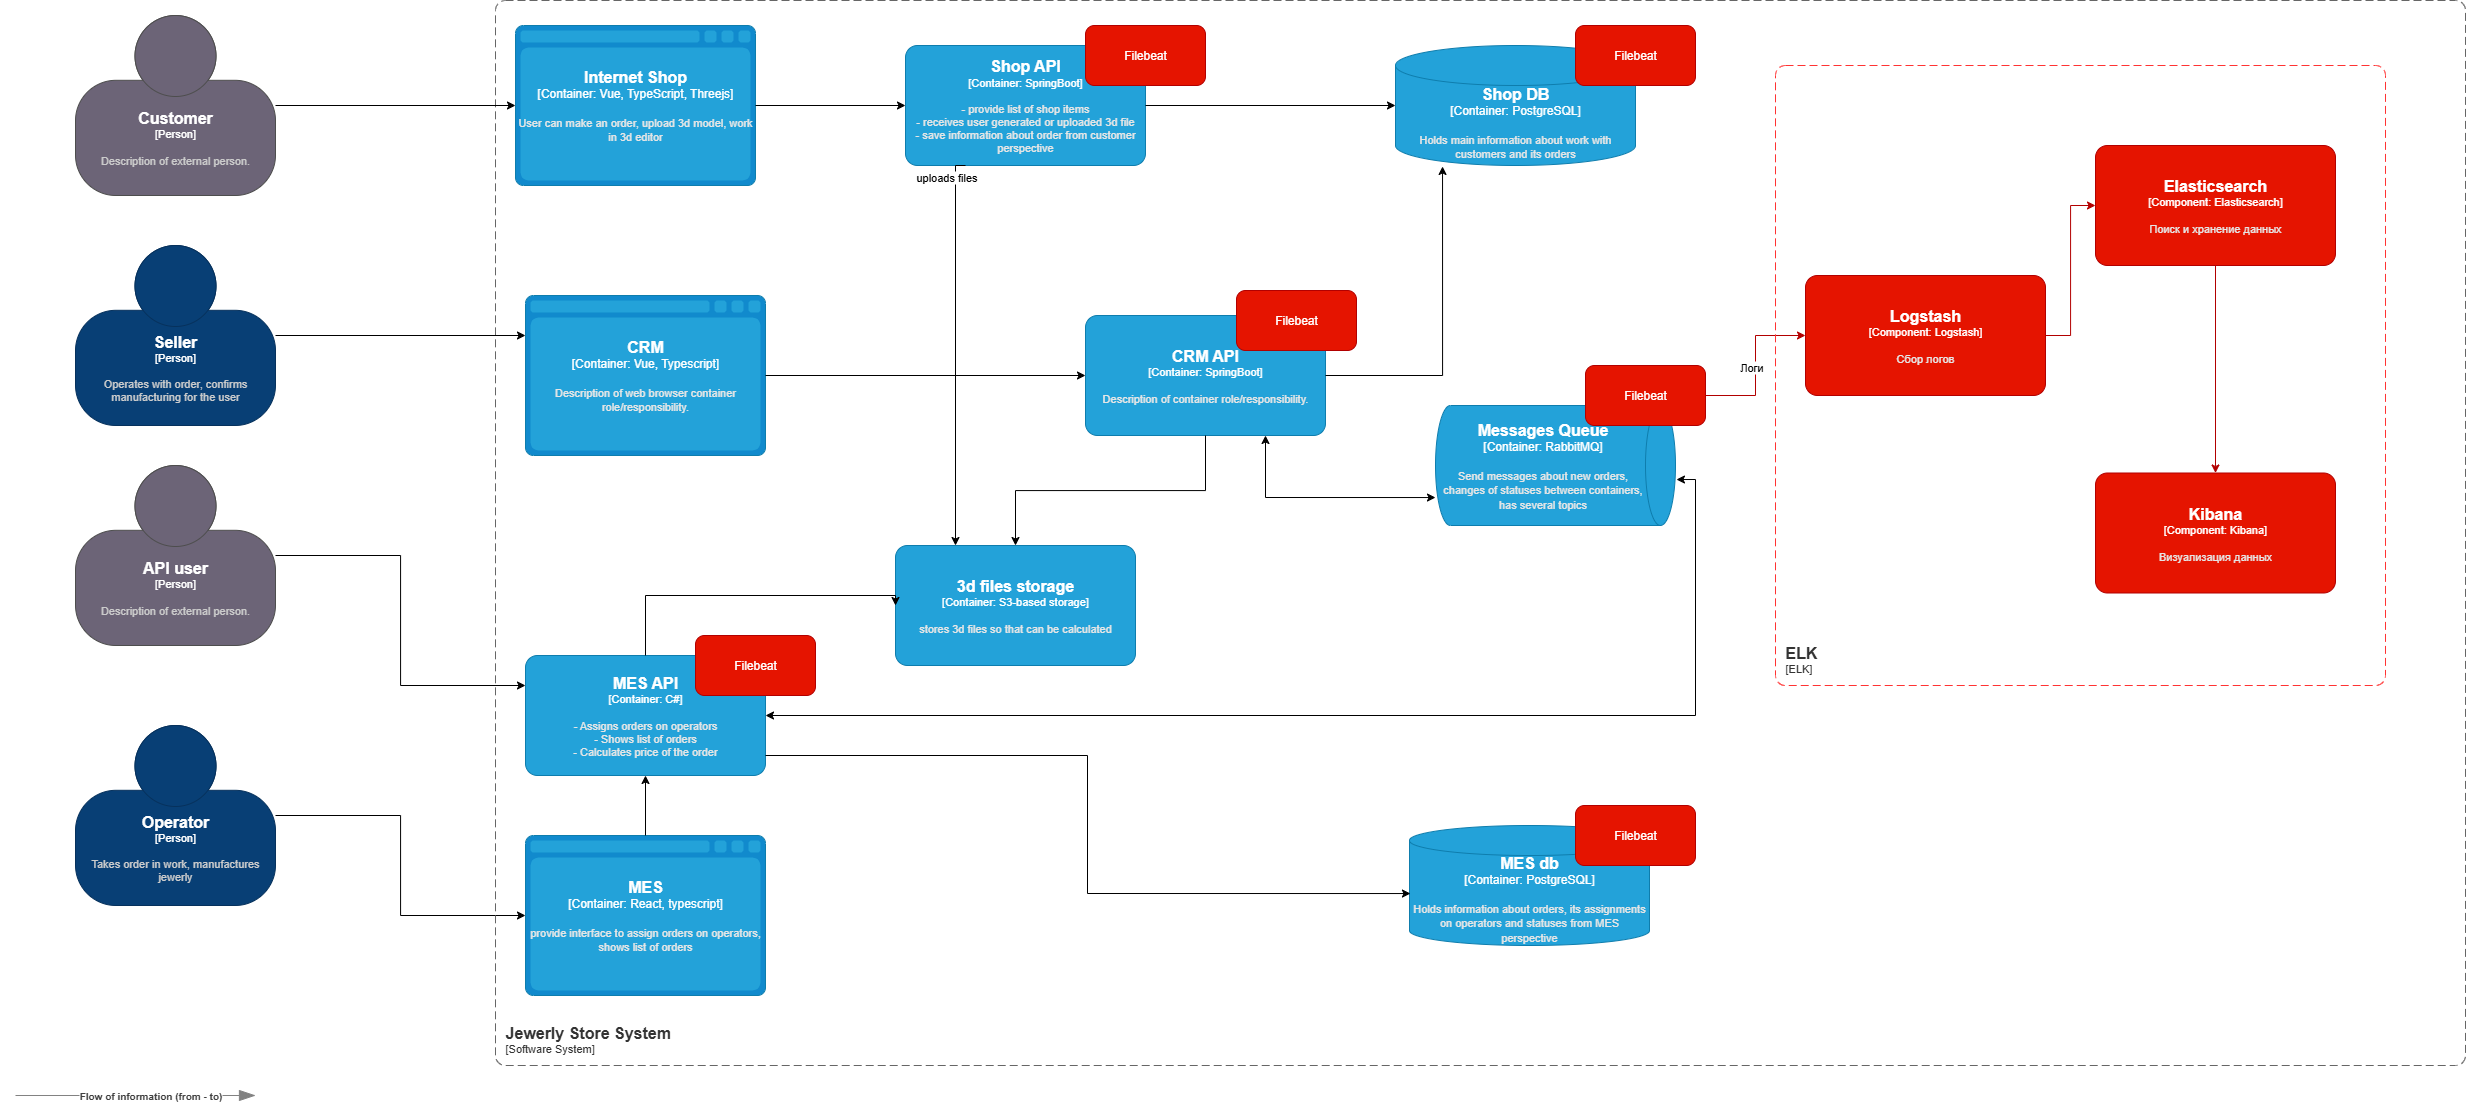 Customer
[Person]
Description of external person.
Internet Shop
[Container: Vue, TypeScript, Threejs]
User can make an order, upload 3d model, work
in 3d editor
Shop API
[Container: SpringBoot]
- provide list of shop items
- receives user generated or uploaded 3d file
- save information about order from customer
perspective
Filebeat
uploads files
Shop DB
[Container: PostgreSQL]
Holds main information about work with
customers and its orders
Filebeat
Seller
[Person]
Operates with order, confirms
manufacturing for the user
CRM
[Container: Vue, Typescript]
Description of web browser container
role/responsibility.
CRM API
[Container: SpringBoot]
Description of container role/responsibility.
Filebeat
Messages Queue
[Container: RabbitMQ]
Send messages about new orders,
changes of statuses between containers,
has several topics
Filebeat
Логи
Logstash
[Component: Logstash]
Сбор логов
Elasticsearch
[Component: Elasticsearch]
Поиск и хранение данных
Kibana
[Component: Kibana]
Визуализация данных
ELK
[ELK]
API user
[Person]
Description of external person.
3d files storage
[Container: S3-based storage]
stores 3d files so that can be calculated
MES API
[Container: C#]
- Assigns orders on operators
- Shows list of orders
- Calculates price of the order
Filebeat
Operator
[Person]
Takes order in work, manufactures
jewerly
MES
[Container: React, typescript]
provide interface to assign orders on operators,
shows list of orders
MES db
[Container: PostgreSQL]
Holds information about orders, its assignments
on operators and statuses from MES
perspective
Filebeat
Jewerly Store System
[Software System]
Flow of information (from - to)